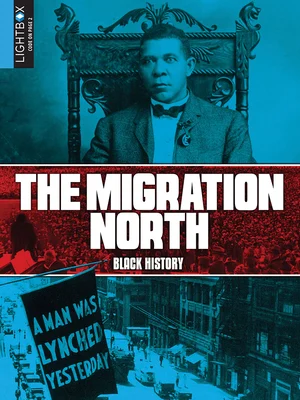 LIGHTBOX
CODE ON PAGE 2
THE MIGRATION
NORTH
BLACK HISTORY
A MAN WAS
LYNCHED
YESTERDAY